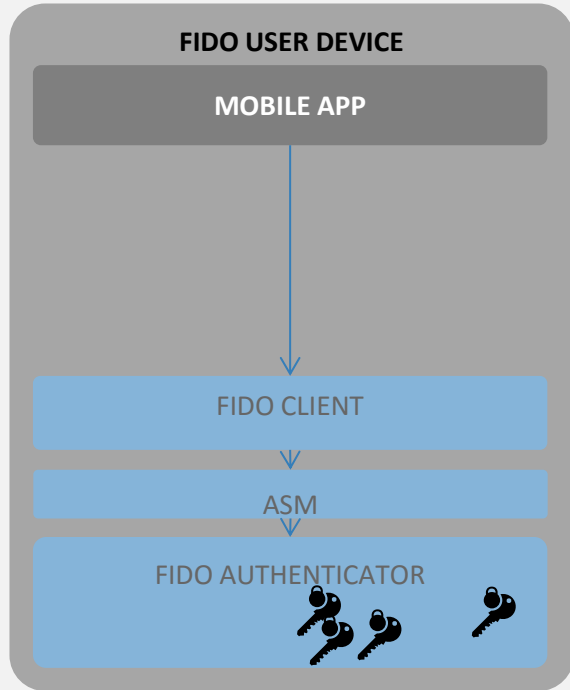 FIDO USER DEVICE
MOBILE APP
FIDO CLIENT
ASM
FIDO AUTHENTICATOR